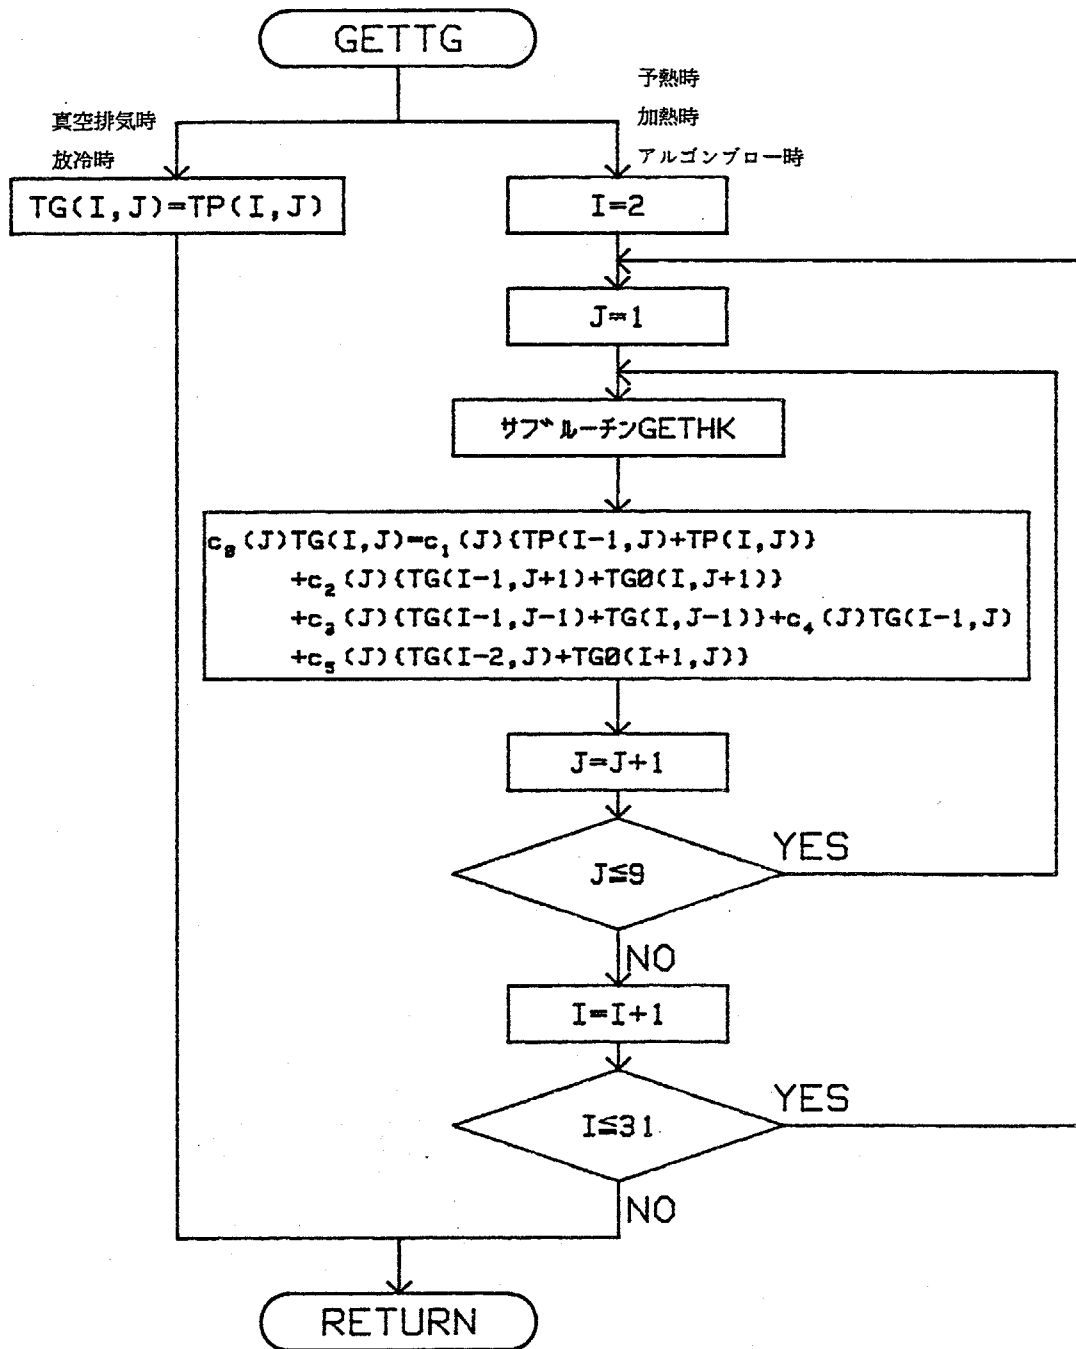 GETTG
真空排気時
放冷時
予熱時
加熱時
アルゴンブロー時
TG(I,J)=TP(I,J)
I=2
J=1
サブルーチンGETHK
c₈(J)TG(I,J)=c₁(J){TP(I-1,J)+TP(I,J)}
+c₂(J){TG(I-1,J+1)+TG0(I,J+1)}
+c₃(J){TG(I-1,J-1)+TG(I,J-1)}+c₄(J)TG(I-1,J)
+c₅(J){TG(I-2,J)+TG0(I+1,J)}
J=J+1
J≦9
YES
NO
I=I+1
I≦31
YES
NO
RETURN